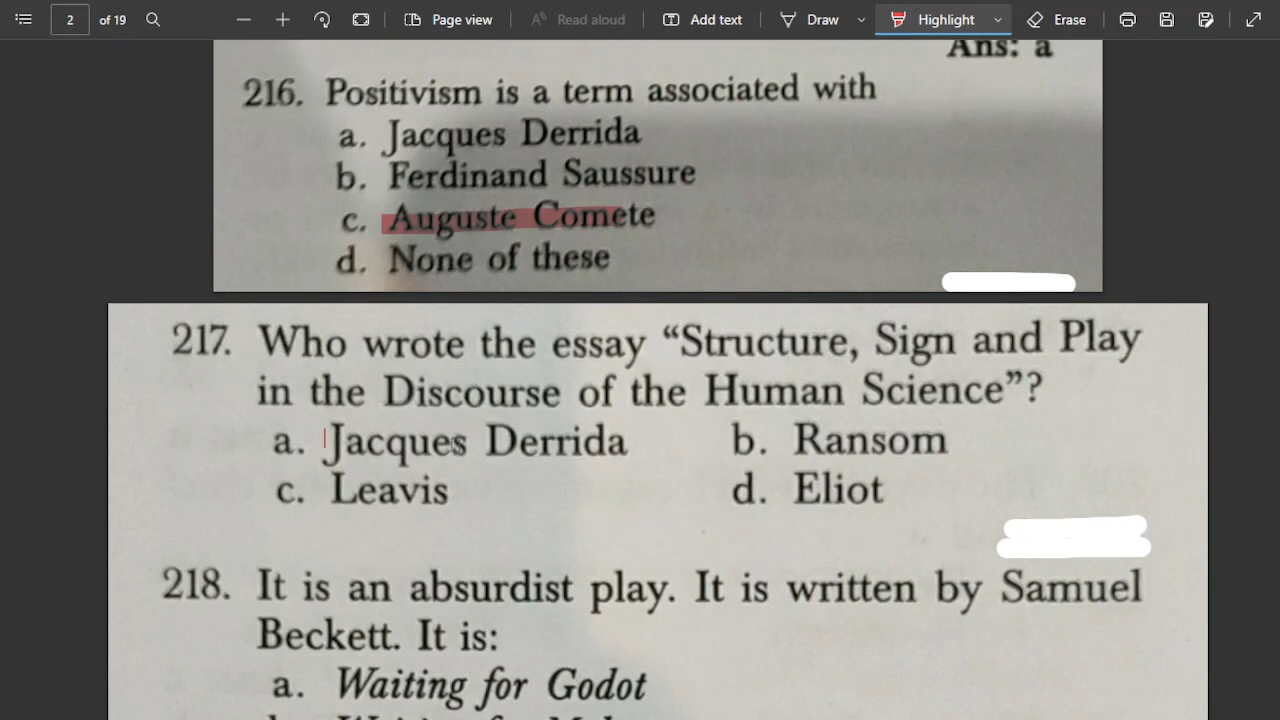 2 of 19 Page view Read aloud Add text Draw Highlight Erase
Ans: a
216. Positivism is a term associated with
a. Jacques Derrida
b. Ferdinand Saussure
c. Auguste Comete
d. None of these
217. Who wrote the essay “Structure, Sign and Play
in the Discourse of the Human Science”?
a. Jacques Derrida b. Ransom
c. Leavis d. Eliot
218. It is an absurdist play. It is written by Samuel
Beckett. It is:
a. Waiting for Godot